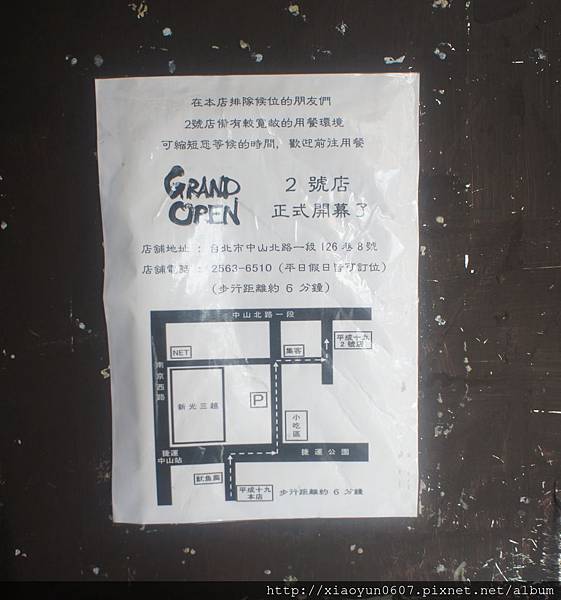 在本店排隊候位的朋友們
2號店備有較寬敞的用餐環境
可縮短您等候的時間，歡迎前往用餐
GRAND OPEN
2 號店
正式開幕了
店舖地址 : 台北市中山北路一段 126 巷 8 號
店舖電話 : 2563-6510 (平日假日皆可訂位)
(步行距離約 6 分鐘)
中山北路一段
NET
集客
平成十九
2 號店
南京西路
新光三越
P
小吃區
捷運
中山站
捷運公園
魷魚羹
平成十九
本店
步行距離約 6 分鐘
http://xiaoyun0607.pixnet.net/album